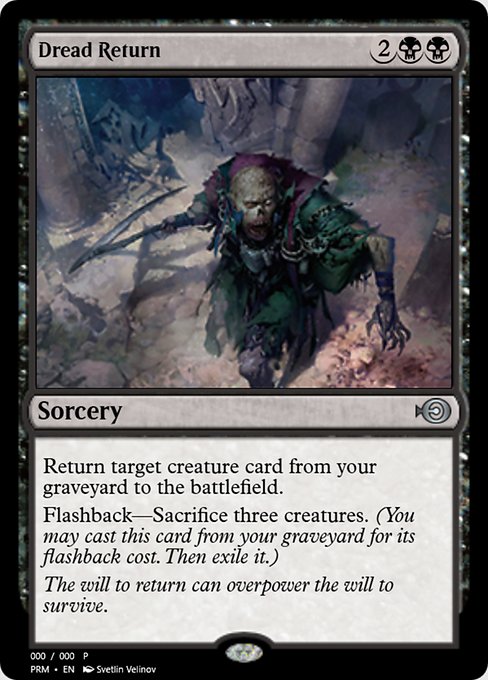 Dread Return 2
Sorcery
Return target creature card from your
graveyard to the battlefield.
Flashback—Sacrifice three creatures. (You
may cast this card from your graveyard for its
flashback cost. Then exile it.)
The will to return can overpower the will to
survive.
000 / 000 P
PRM • EN Svetlin Velinov